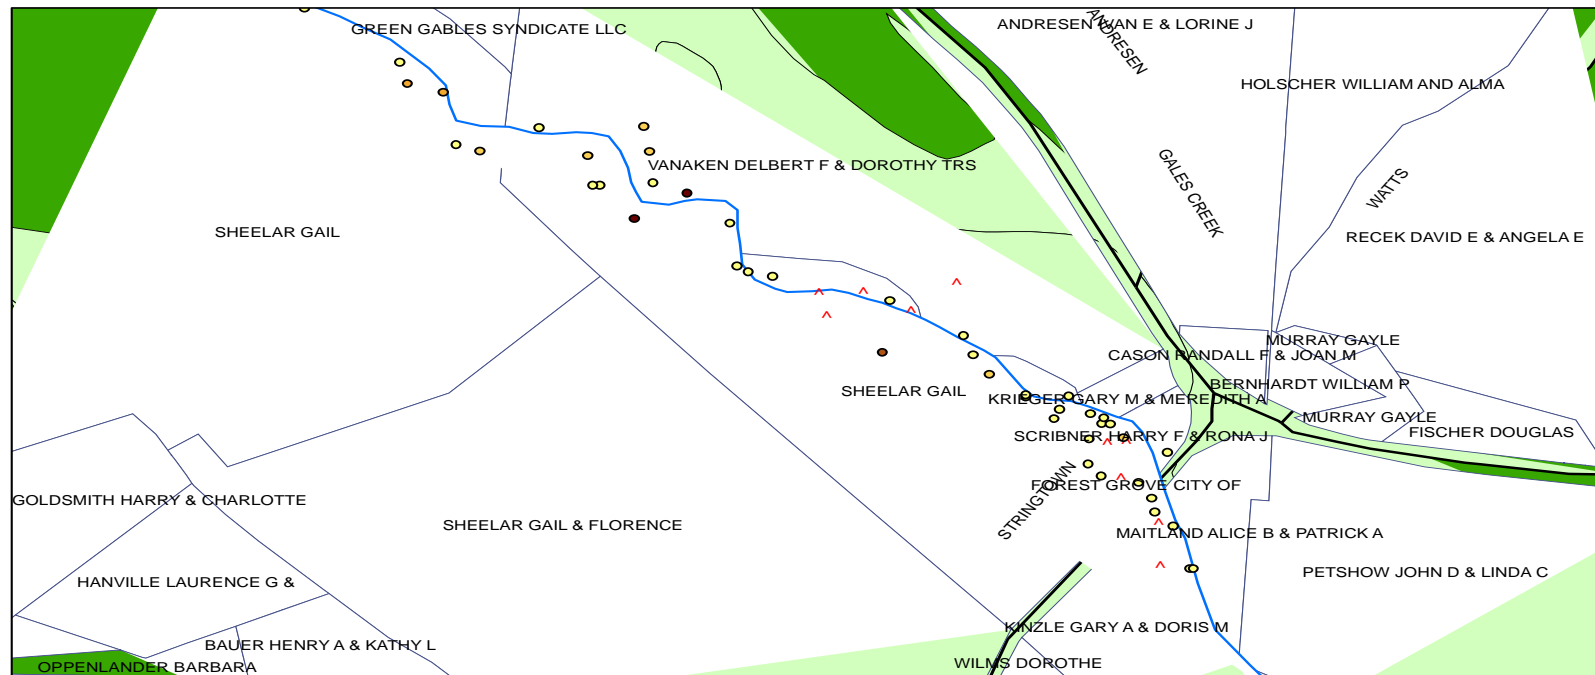 GREEN GABLES SYNDICATE LLC
ANDRESEN
ANDRESEN
E & LORINE J
HOLSCHER WILLIAM AND ALMA
VANAKEN DELBERT F & DOROTHY TRS
GALES CREEK
WATTS
SHEELAR GAIL
RECEK DAVID E & ANGELA E
MURRAY GAYLE
CASON RANDALL F & JOAN M
BERNHARDT WILLIAM P
SHEELAR GAIL
KRIEGER GARY M & MEREDITH A
MURRAY GAYLE
FISCHER DOUGLAS
SCRIBNER HARRY F & RONA J
STRINGTOWN
FOREST GROVE CITY OF
GOLDSMITH HARRY & CHARLOTTE
SHEELAR GAIL & FLORENCE
MAITLAND ALICE B & PATRICK A
HANVILLE LAURENCE G &
PETSHOW JOHN D & LINDA C
KINZLE GARY A & DORIS M
BAUER HENRY A & KATHY L
OPPENLANDER BARBARA
WILMS DOROTHE